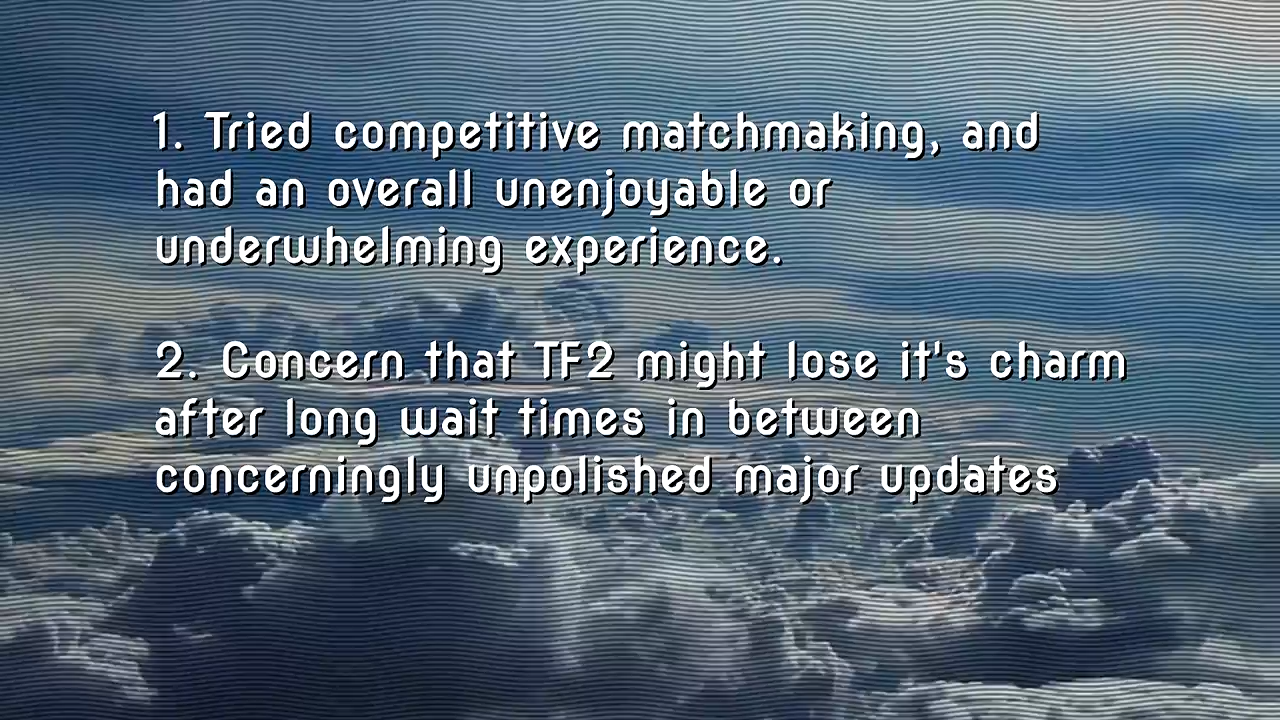 1. Tried competitive matchmaking, and
had an overall unenjoyable or
underwhelming experience.
2. Concern that TF2 might lose it's charm
after long wait times in between
concerningly unpolished major updates